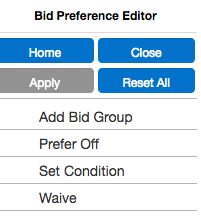 Bid Preference Editor
Home Close
Apply Reset All
Add Bid Group
Prefer Off
Set Condition
Waive